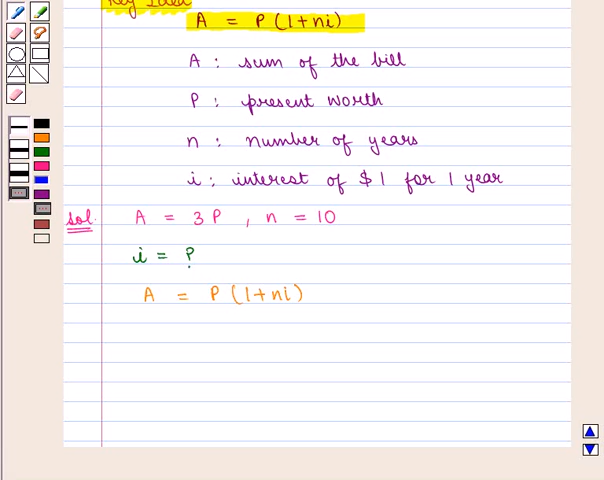 Key Idea
A = P (1 + ni)
A : sum of the bill
P : present worth
n : number of years
i : interest of $ 1 for 1 year
Sol. A = 3 P , n = 10
i = ?
A = P (1 + ni)